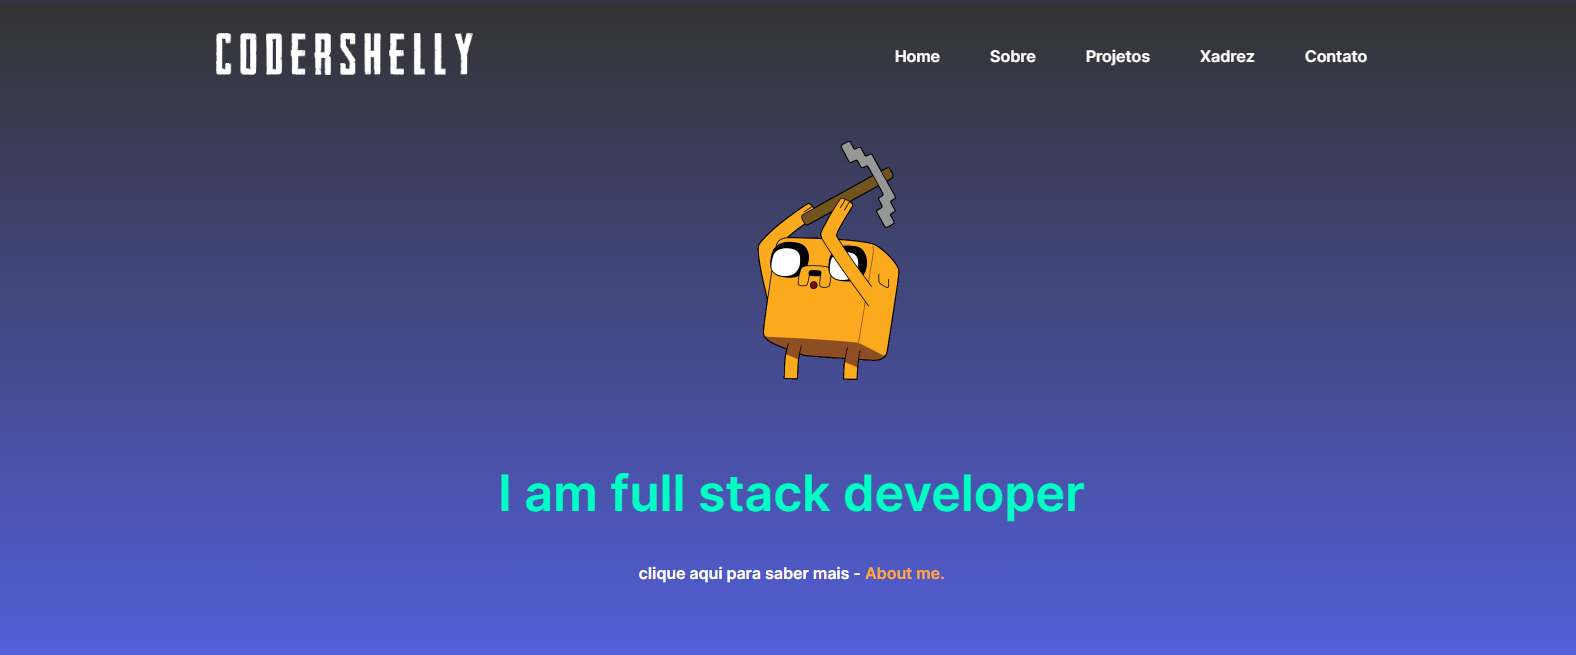 CODERSHELLY
Home Sobre Projetos Xadrez Contato
I am full stack developer
clique aqui para saber mais - About me.